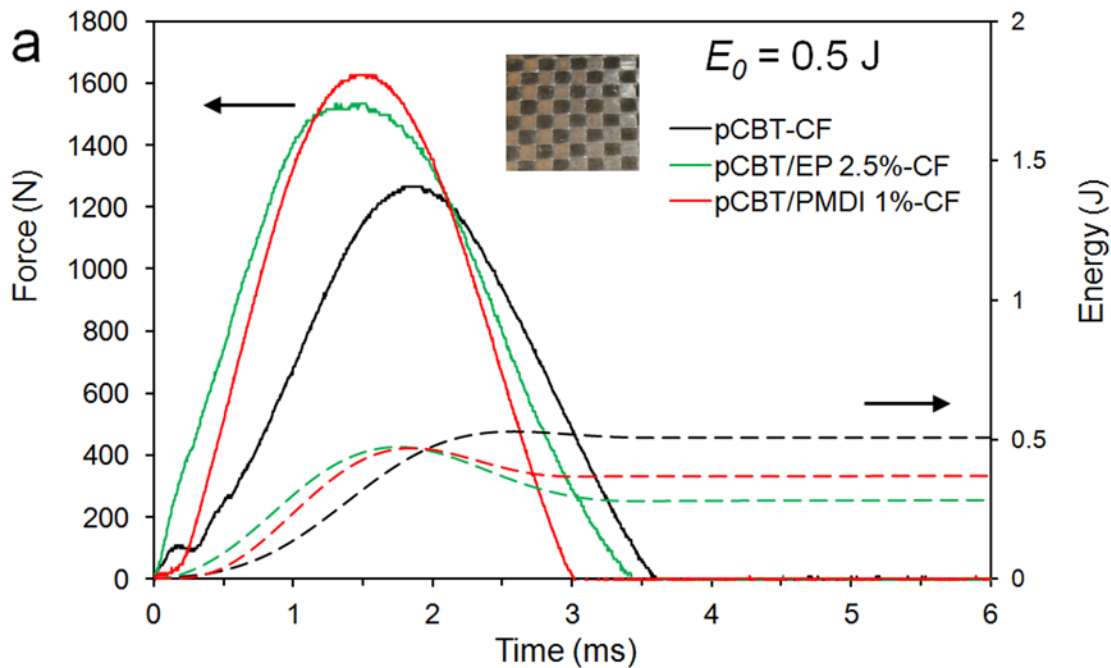 a
E0 = 0.5 J
pCBT-CF
pCBT/EP 2.5%-CF
pCBT/PMDI 1%-CF
Force (N)
1800
1600
1400
1200
1000
800
600
400
200
0
Energy (J)
2
1.5
1
0.5
0
0 1 2 3 4 5 6
Time (ms)